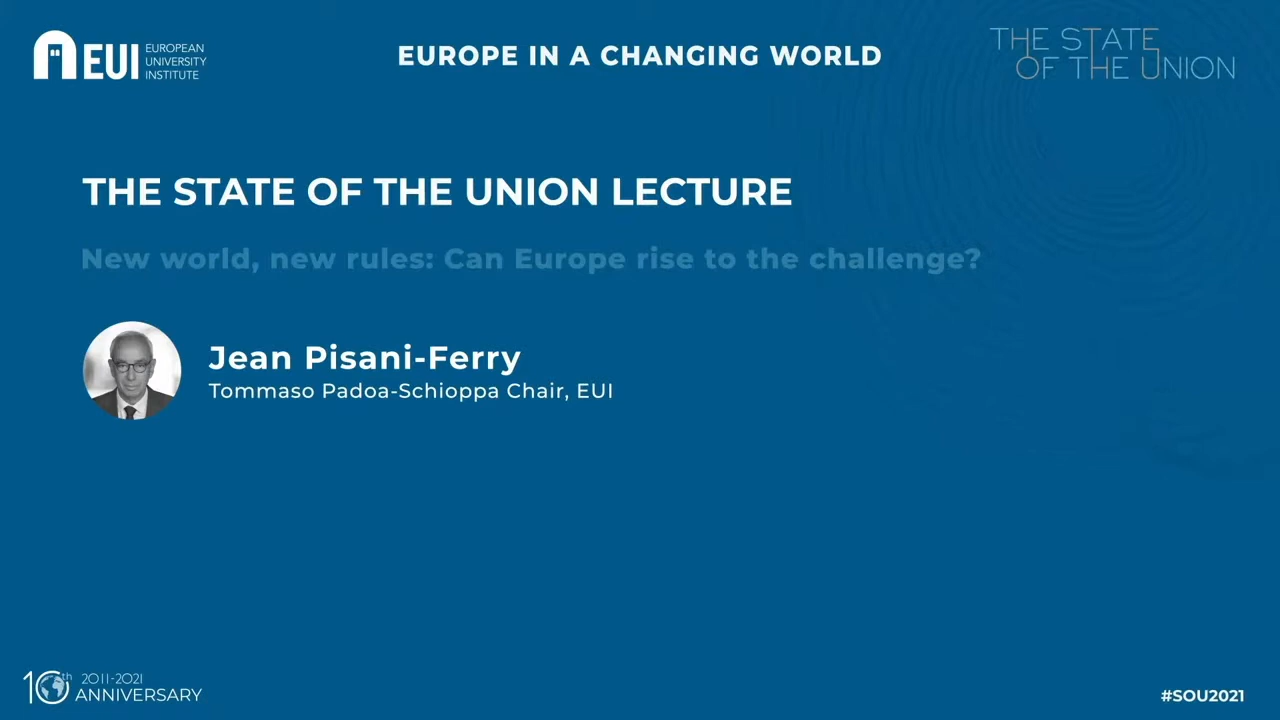 EUI
EUROPEAN
UNIVERSITY
INSTITUTE
EUROPE IN A CHANGING WORLD
THE STATE
OF THE UNION
THE STATE OF THE UNION LECTURE
New world, new rules: Can Europe rise to the challenge?
Jean Pisani-Ferry
Tommaso Padoa-Schioppa Chair, EUI
10th 2011-2021
ANNIVERSARY
#SOU2021